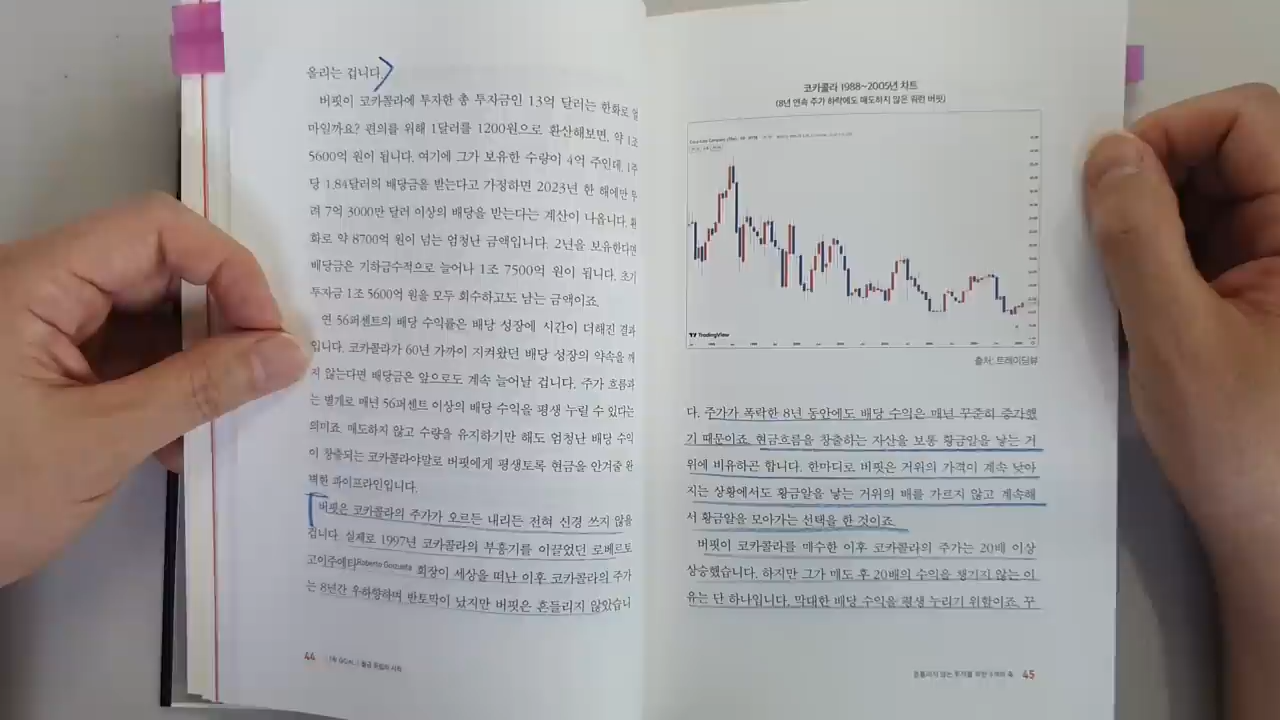 올리는 겁니다.
버핏이 코카콜라에 투자한 총 투자금인 13억 달러는 한화로 얼
마일까요? 편의를 위해 1달러를 1200원으로 환산해보면, 약 1조
5600억 원이 됩니다. 여기에 그가 보유한 수량이 4억 주인데, 1주
당 1.84달러의 배당금을 받는다고 가정하면 2023년 한 해에만 무
려 7억 3000만 달러 이상의 배당을 받는다는 계산이 나옵니다. 환
화로 약 8700억 원이 넘는 엄청난 금액입니다. 2년을 보유한다면
배당금은 기하급수적으로 늘어나 1조 7500억 원이 됩니다. 초기
투자금 1조 5600억 원을 모두 회수하고도 남는 금액이죠.
연 56퍼센트의 배당 수익률은 배당 성장에 시간이 더해진 결과
입니다. 코카콜라가 60년 가까이 지켜왔던 배당 성장의 약속을 깨
지 않는다면 배당금은 앞으로도 계속 늘어날 겁니다. 주가 흐름과
는 별개로 매년 56퍼센트 이상의 배당 수익을 평생 누릴 수 있다는
의미죠. 매도하지 않고 수량을 유지하기만 해도 엄청난 배당 수익
이 창출되는 코카콜라야말로 버핏에게 평생토록 현금을 안겨줄 완
벽한 파이프라인입니다.
버핏은 코카콜라의 주가가 오르든 내리든 전혀 신경 쓰지 않을
겁니다. 실제로 1997년 코카콜라의 부흥기를 이끌었던 로베르토
고이주에타Roberto Goizueta 회장이 세상을 떠난 이후 코카콜라의 주가
는 8년간 우하향하며 반토막이 났지만 버핏은 흔들리지 않았습니
44 1축 GOAL | 월급 독립의 시작
코카콜라 1988~2005년 차트
(8년 연속 주가 하락에도 매도하지 않은 워런 버핏)
TradingView
출처: 트레이딩뷰
다. 주가가 폭락한 8년 동안에도 배당 수익은 매년 꾸준히 증가했
기 때문이죠. 현금흐름을 창출하는 자산을 보통 황금알을 낳는 거
위에 비유하곤 합니다. 한마디로 버핏은 거위의 가격이 계속 낮아
지는 상황에서도 황금알을 낳는 거위의 배를 가르지 않고 계속해
서 황금알을 모아가는 선택을 한 것이죠.
버핏이 코카콜라를 매수한 이후 코카콜라의 주가는 20배 이상
상승했습니다. 하지만 그가 매도 후 20배의 수익을 챙기지 않는 이
유는 단 하나입니다. 막대한 배당 수익을 평생 누리기 위함이죠. 꾸
흔들리지 않는 투자를 위한 수익의 축 45